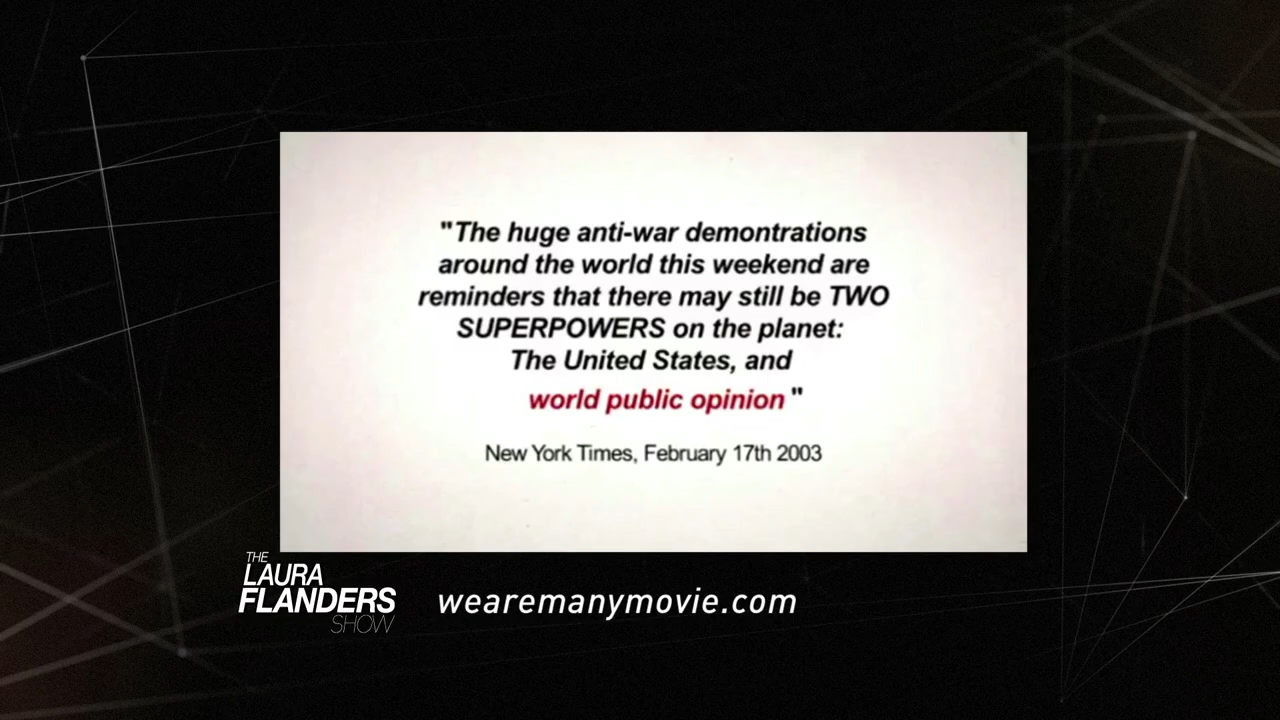 "The huge anti-war demontrations
around the world this weekend are
reminders that there may still be TWO
SUPERPOWERS on the planet:
The United States, and
world public opinion "
New York Times, February 17th 2003
THE
LAURA
FLANDERS
SHOW
wearemanymovie.com